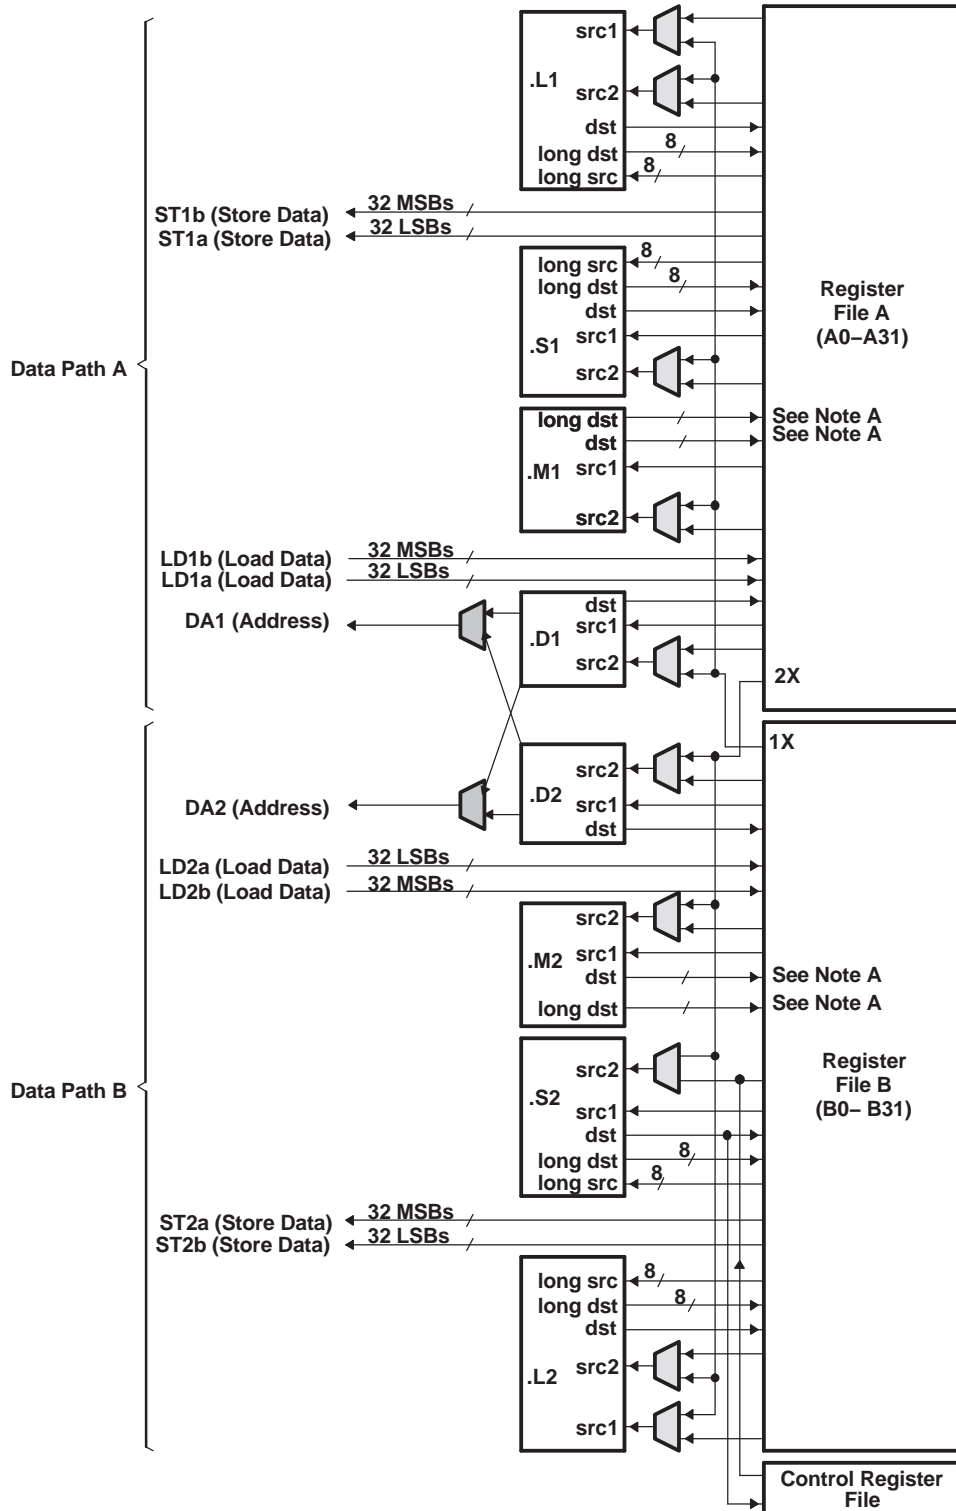 src1
.L1
src2
dst
long dst
8
long src
8
ST1b (Store Data)
32 MSBs
ST1a (Store Data)
32 LSBs
long src
8
long dst
8
dst
.S1
src1
src2
Register
File A
(A0–A31)
Data Path A
long dst
See Note A
dst
See Note A
.M1
src1
src2
LD1b (Load Data)
32 MSBs
LD1a (Load Data)
32 LSBs
DA1 (Address)
dst
.D1
src1
src2
2X
1X
DA2 (Address)
src2
.D2
src1
dst
LD2a (Load Data)
32 LSBs
LD2b (Load Data)
32 MSBs
src2
.M2
src1
dst
See Note A
long dst
See Note A
Data Path B
src2
.S2
src1
dst
long dst
8
long src
8
Register
File B
(B0– B31)
ST2a (Store Data)
32 MSBs
ST2b (Store Data)
32 LSBs
long src
8
long dst
8
dst
.L2
src2
src1
Control Register
File